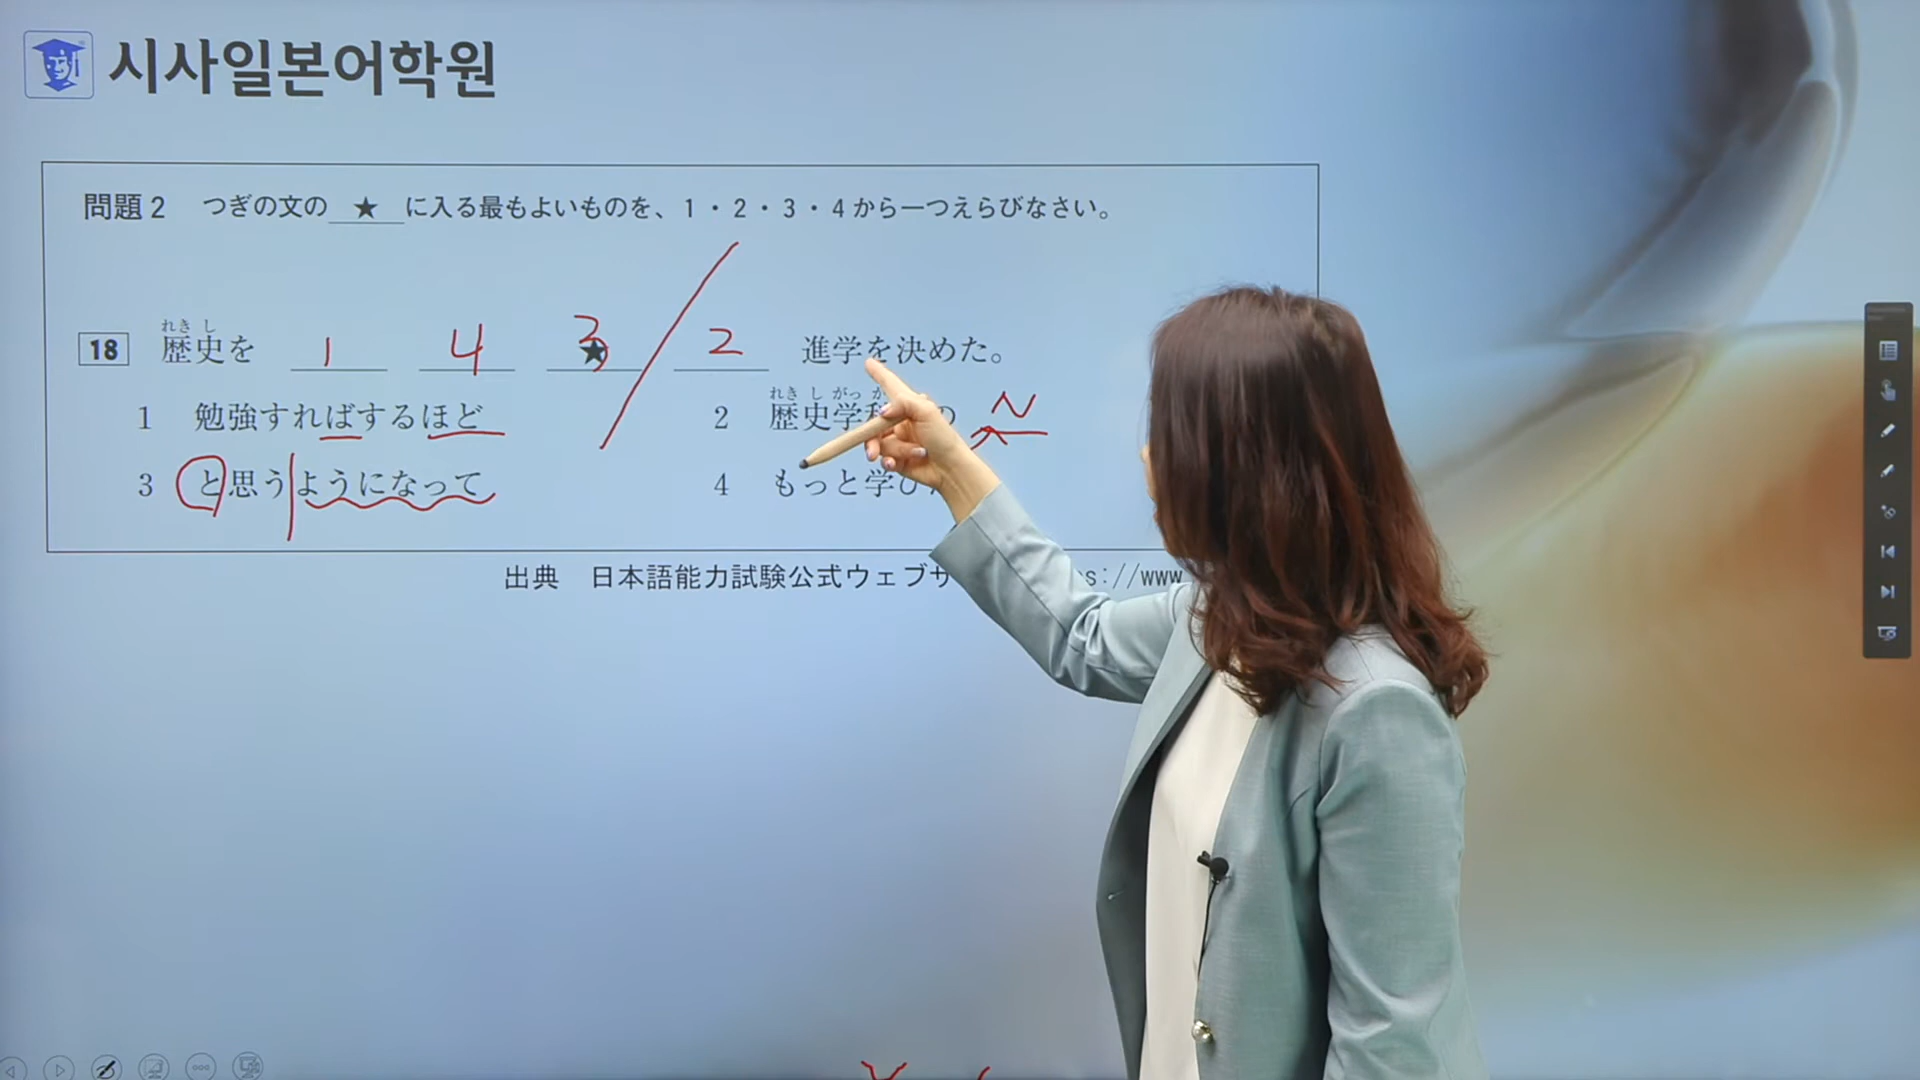 시사일본어학원
問題2 つぎの文の ★ に入る最もよいものを、1・2・3・4から一つえらびなさい。
れきし
18 歴史を 1 4 3★ 2 進学を決めた。
れきしがっ
1 勉強すればするほど 2 歴史学 の N
3 と思うようになって 4 もっと学び
出典 日本語能力試験公式ウェブサ s://www